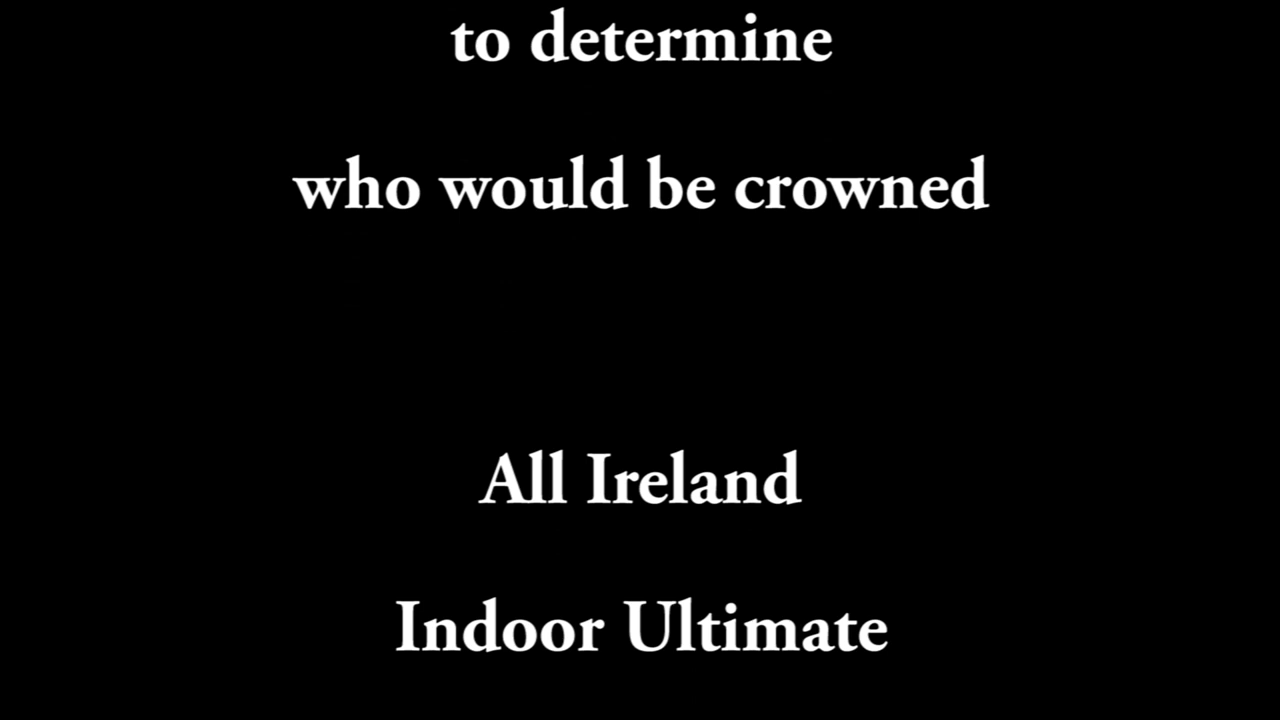 to determine
who would be crowned
All Ireland
Indoor Ultimate